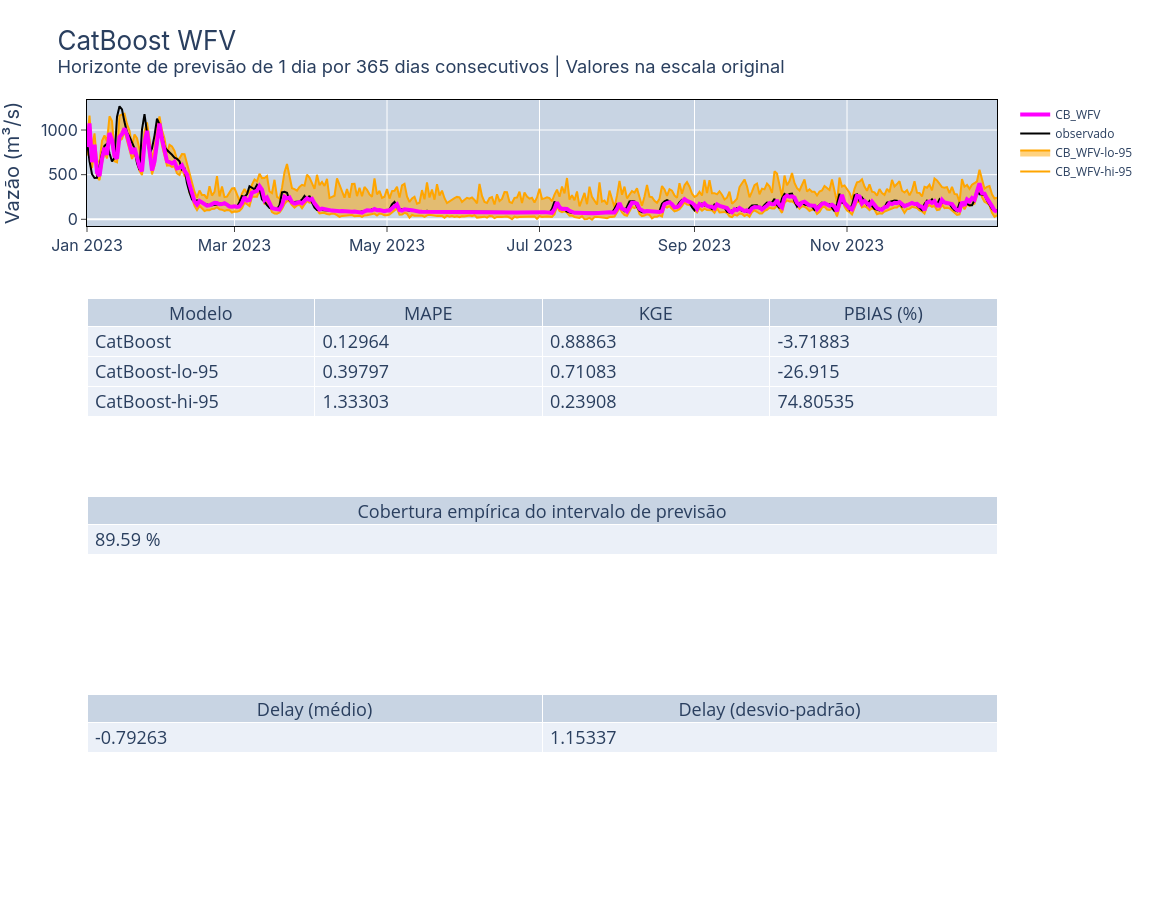 CatBoost WFV
Horizonte de previsão de 1 dia por 365 dias consecutivos | Valores na escala original
Vazão (m³/s)
1000
500
0
Jan 2023 Mar 2023 May 2023 Jul 2023 Sep 2023 Nov 2023
CB_WFV
observado
CB_WFV-lo-95
CB_WFV-hi-95
Modelo MAPE KGE PBIAS (%)
CatBoost 0.12964 0.88863 -3.71883
CatBoost-lo-95 0.39797 0.71083 -26.915
CatBoost-hi-95 1.33303 0.23908 74.80535
Cobertura empírica do intervalo de previsão
89.59 %
Delay (médio) Delay (desvio-padrão)
-0.79263 1.15337